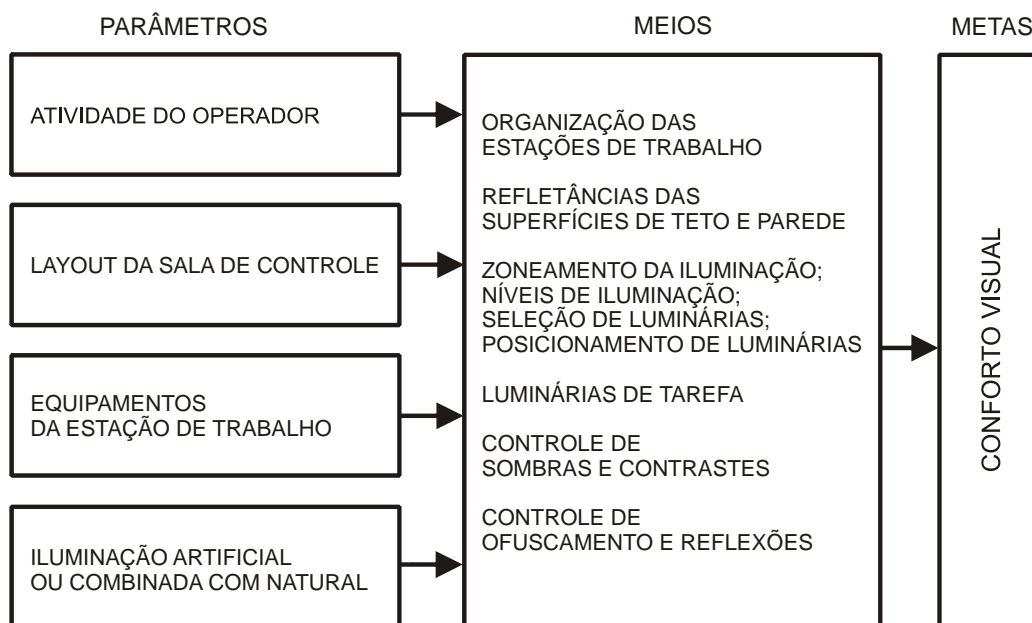 PARÂMETROS
MEIOS
METAS
ATIVIDADE DO OPERADOR
LAYOUT DA SALA DE CONTROLE
EQUIPAMENTOS
DA ESTAÇÃO DE TRABALHO
ILUMINAÇÃO ARTIFICIAL
OU COMBINADA COM NATURAL
ORGANIZAÇÃO DAS
ESTAÇÕES DE TRABALHO
REFLETÂNCIAS DAS
SUPERFÍCIES DE TETO E PAREDE
ZONEAMENTO DA ILUMINAÇÃO;
NÍVEIS DE ILUMINAÇÃO;
SELEÇÃO DE LUMINÁRIAS;
POSICIONAMENTO DE LUMINÁRIAS
LUMINÁRIAS DE TAREFA
CONTROLE DE
SOMBRAS E CONTRASTES
CONTROLE DE
OFUSCAMENTO E REFLEXÕES
CONFORTO VISUAL